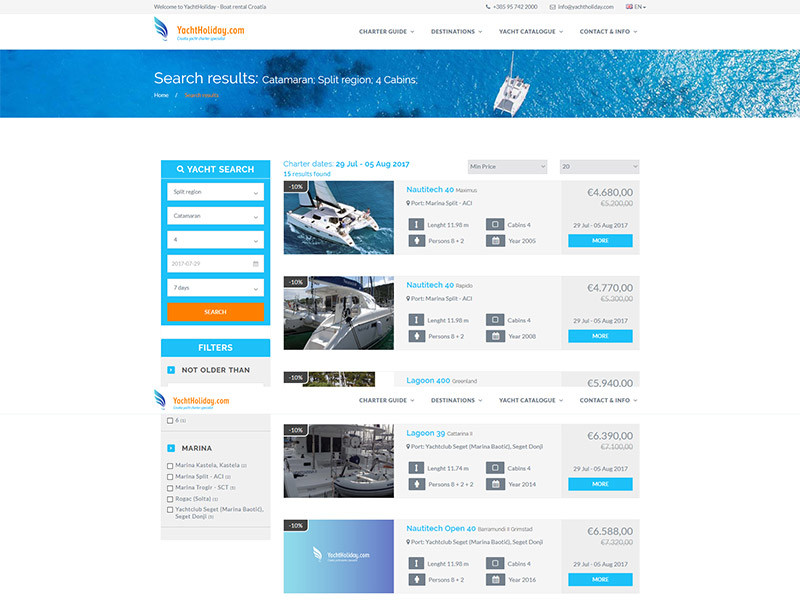 Welcome to YachtHoliday - Boat rental Croatia
+385 95 742 2000
info@yachtholiday.com
EN
YachtHoliday.com
Croatia yacht charter specialist
CHARTER GUIDE
DESTINATIONS
YACHT CATALOGUE
CONTACT & INFO
Search results: Catamaran; Split region; 4 Cabins;
Home / Search results
YACHT SEARCH
Split region
Catamaran
4
2017-07-29
7 days
SEARCH
FILTERS
NOT OLDER THAN
Charter dates: 29 Jul - 05 Aug 2017
15 results found
Min Price
20
-10%
Nautitech 40 Maximus
Port: Marina Split - ACI
Lenght 11.98 m
Cabins 4
Persons 8 + 2
Year 2005
€4.680,00
€5.200,00
29 Jul - 05 Aug 2017
MORE
-10%
Nautitech 40 Rapido
Port: Marina Split - ACI
Lenght 11.98 m
Cabins 4
Persons 8 + 2
Year 2008
€4.770,00
€5.300,00
29 Jul - 05 Aug 2017
MORE
-10%
Lagoon 400 Greenland
€5.940,00
YachtHoliday.com
Croatia yacht charter specialist
CHARTER GUIDE
DESTINATIONS
YACHT CATALOGUE
CONTACT & INFO
6 (1)
MARINA
Marina Kastela, Kastela (2)
Marina Split - ACI (3)
Marina Trogir - SCT (6)
Rogac (Solta) (1)
Yachtclub Seget (Marina Baotić),
Seget Donji (3)
-10%
Lagoon 39 Cattarina II
Port: Yachtclub Seget (Marina Baotić), Seget Donji
Lenght 11.74 m
Cabins 4
Persons 8 + 2 + 2
Year 2014
€6.390,00
€7.100,00
29 Jul - 05 Aug 2017
MORE
-10%
YachtHoliday.com
Croatia yacht charter specialist
Nautitech Open 40 Barramundi II Grimstad
Port: Yachtclub Seget (Marina Baotić), Seget Donji
Lenght 11.98 m
Cabins 4
Persons 8 + 2
Year 2016
€6.588,00
€7.320,00
29 Jul - 05 Aug 2017
MORE